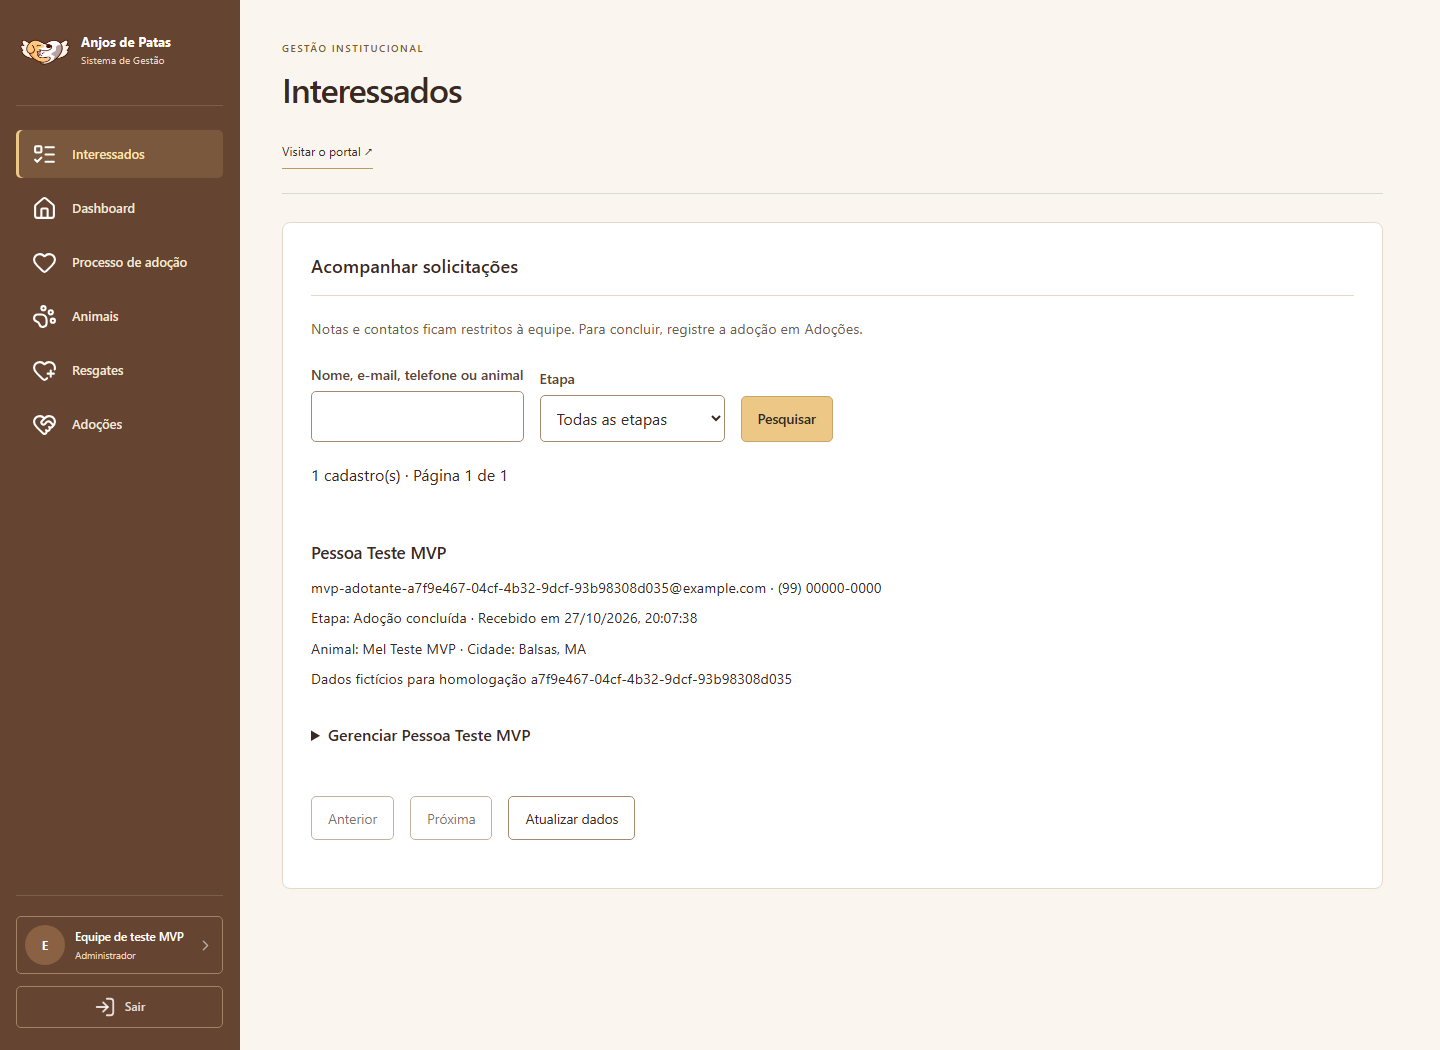 Anjos de Patas
Sistema de Gestão
Interessados
Dashboard
Processo de adoção
Animais
Resgates
Adoções
E
Equipe de teste MVP
Administrador
Sair
GESTÃO INSTITUCIONAL
Interessados
Visitar o portal ↗
Acompanhar solicitações
Notas e contatos ficam restritos à equipe. Para concluir, registre a adoção em Adoções.
Nome, e-mail, telefone ou animal
Etapa
Todas as etapas
Pesquisar
1 cadastro(s) · Página 1 de 1
Pessoa Teste MVP
mvp-adotante-a7f9e467-04cf-4b32-9dcf-93b98308d035@example.com · (99) 00000-0000
Etapa: Adoção concluída · Recebido em 27/10/2026, 20:07:38
Animal: Mel Teste MVP · Cidade: Balsas, MA
Dados fictícios para homologação a7f9e467-04cf-4b32-9dcf-93b98308d035
▶ Gerenciar Pessoa Teste MVP
Anterior
Próxima
Atualizar dados